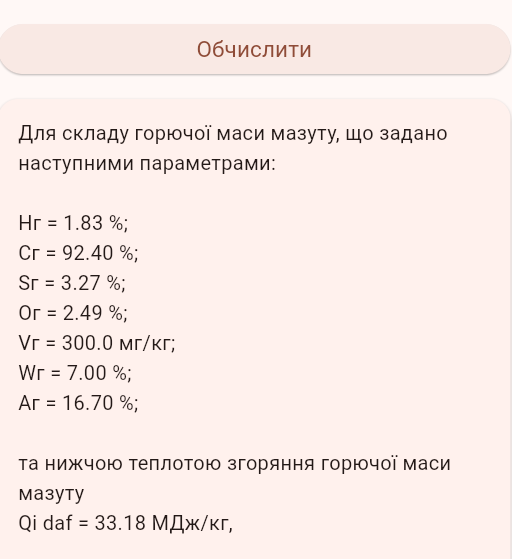 Обчислити
Для складу горючої маси мазуту, що задано
наступними параметрами:
Hг = 1.83 %;
Cг = 92.40 %;
Sг = 3.27 %;
Oг = 2.49 %;
Vг = 300.0 мг/кг;
Wг = 7.00 %;
Aг = 16.70 %;
та нижчою теплотою згоряння горючої маси
мазуту
Qi daf = 33.18 МДж/кг,